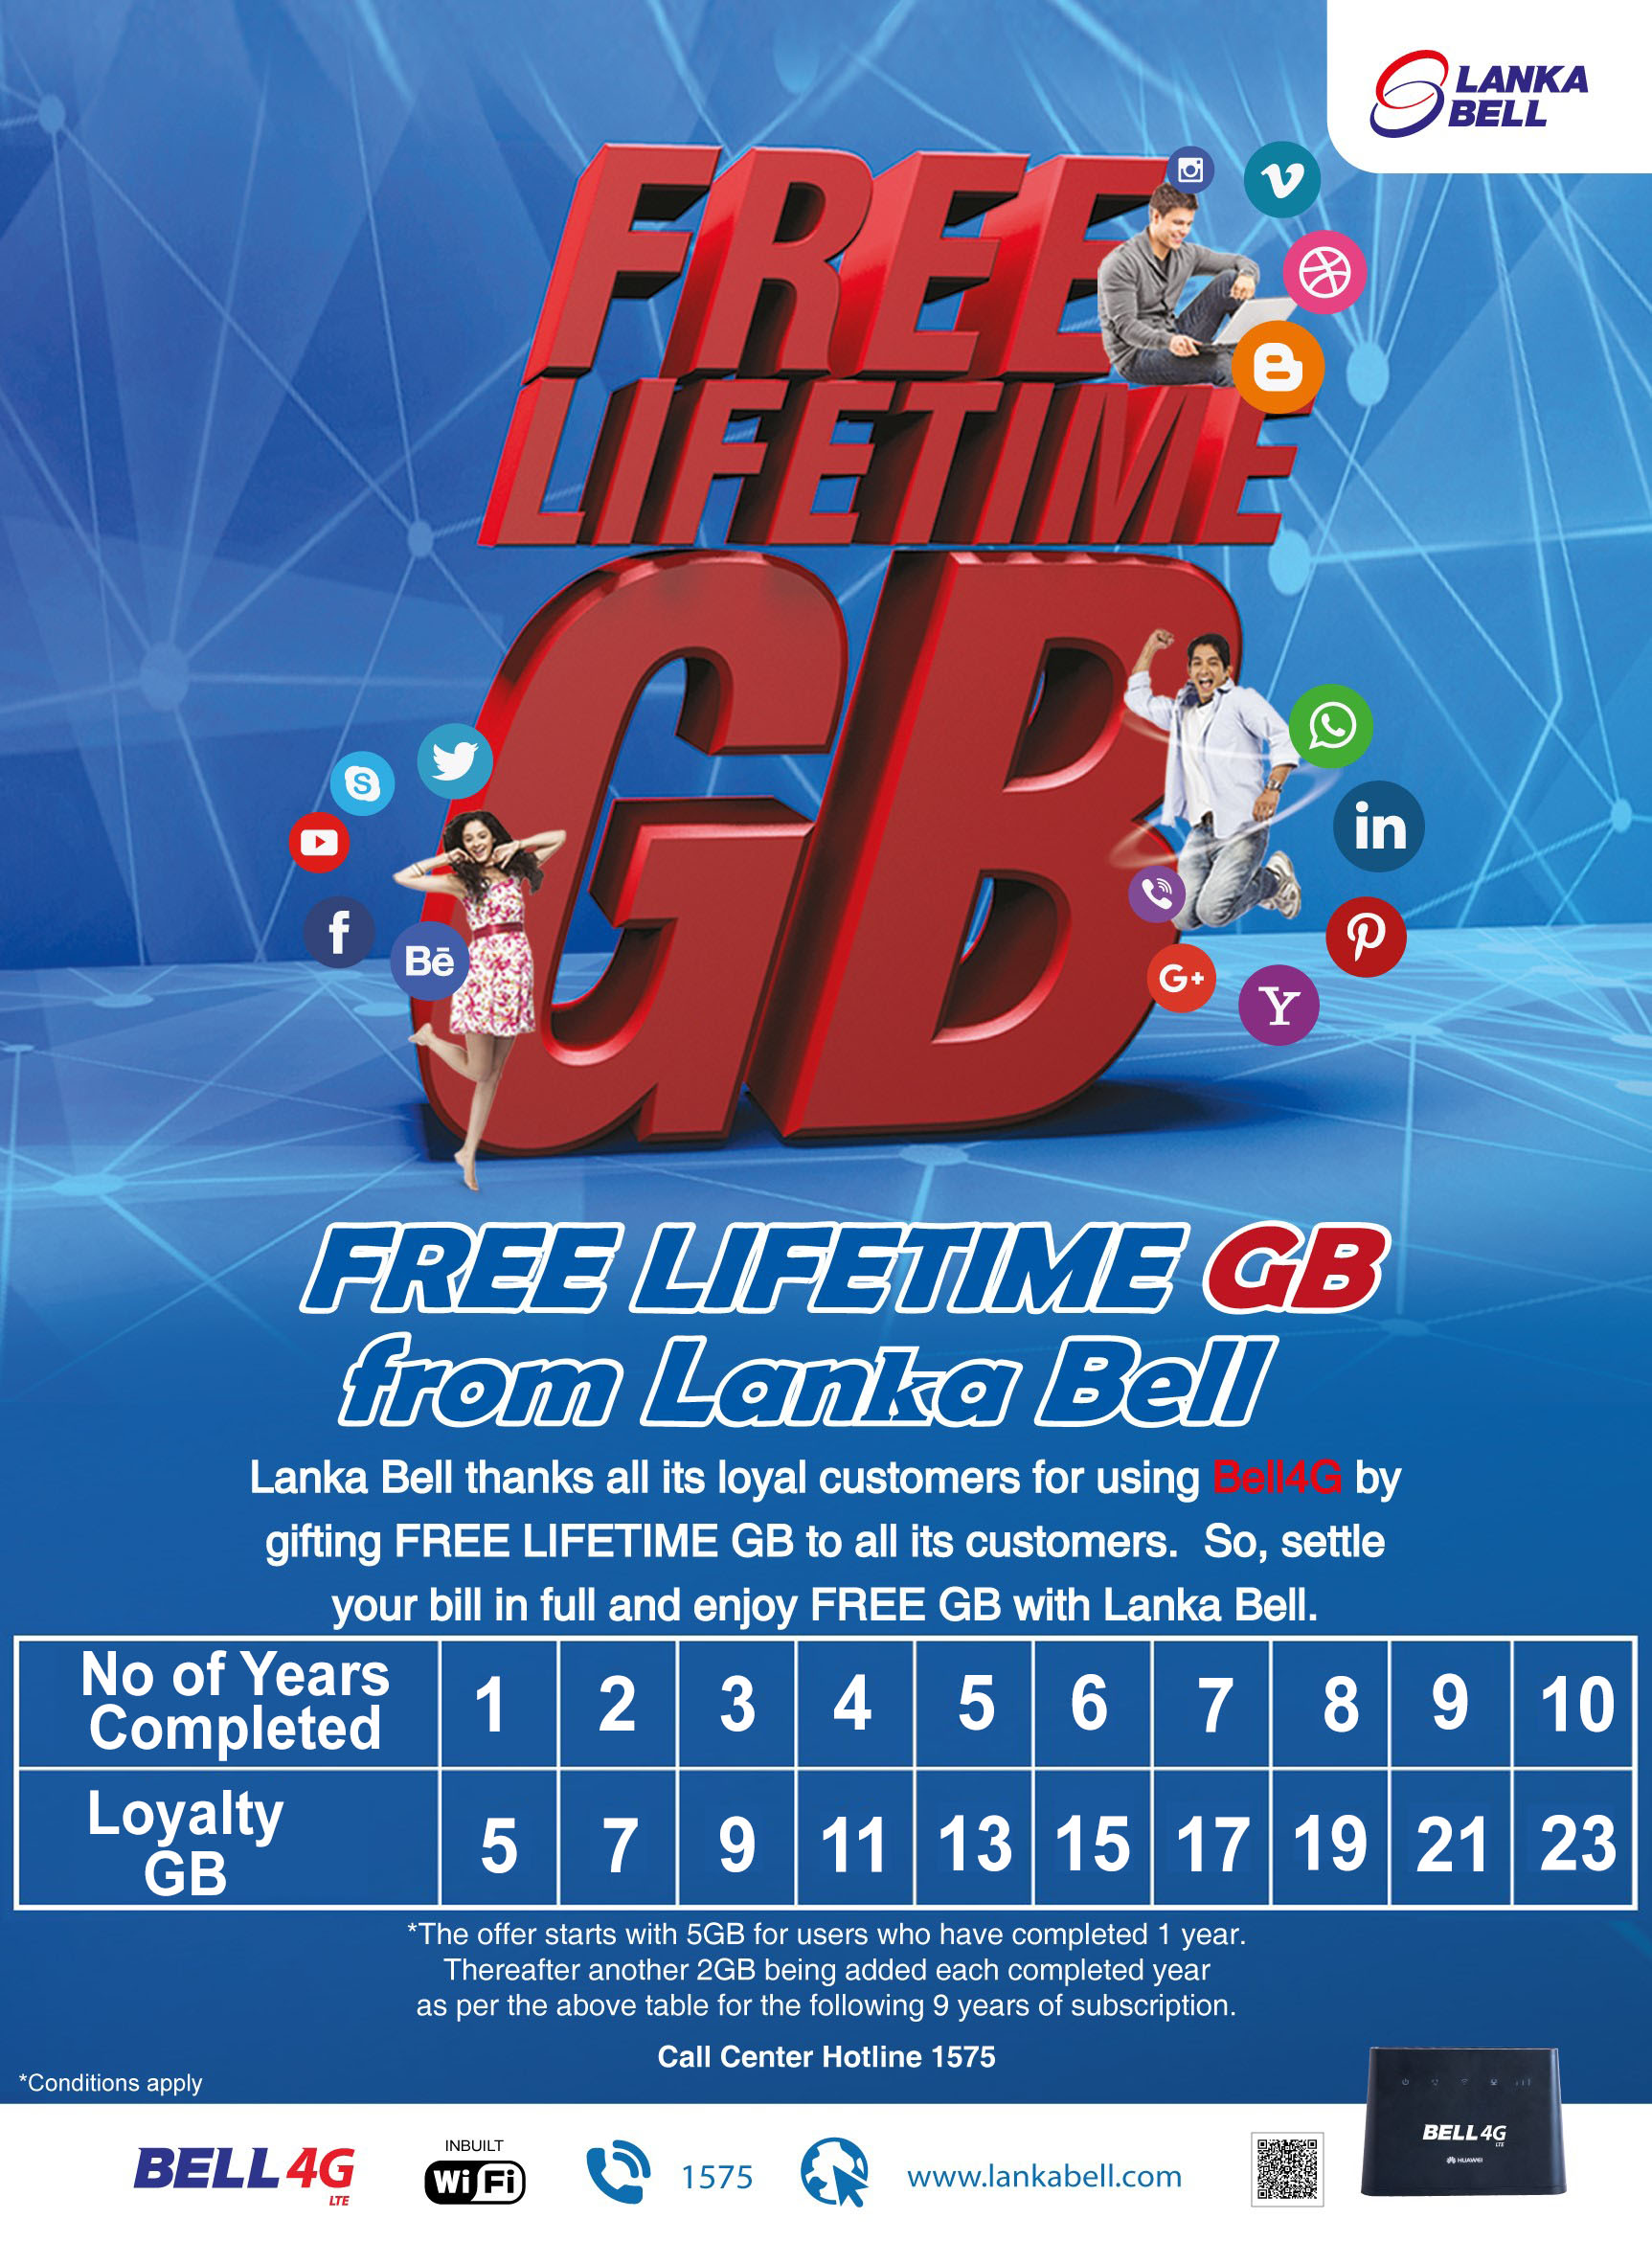 LANKA
BELL
FREE
LIFETIME
GB
S
f
Bē
in
G+
Y
FREE LIFETIME GB
from Lanka Bell
Lanka Bell thanks all its loyal customers for using Bell4G by
gifting FREE LIFETIME GB to all its customers.  So, settle
your bill in full and enjoy FREE GB with Lanka Bell.
No of Years
Completed
1 2 3 4 5 6 7 8 9 10
Loyalty
GB
5 7 9 11 13 15 17 19 21 23
*The offer starts with 5GB for users who have completed 1 year.
Thereafter another 2GB being added each completed year
as per the above table for the following 9 years of subscription.
Call Center Hotline 1575
*Conditions apply
BELL 4G
LTE
INBUILT
Wi Fi
1575
www.lankabell.com
BELL 4G
LTE
HUAWEI